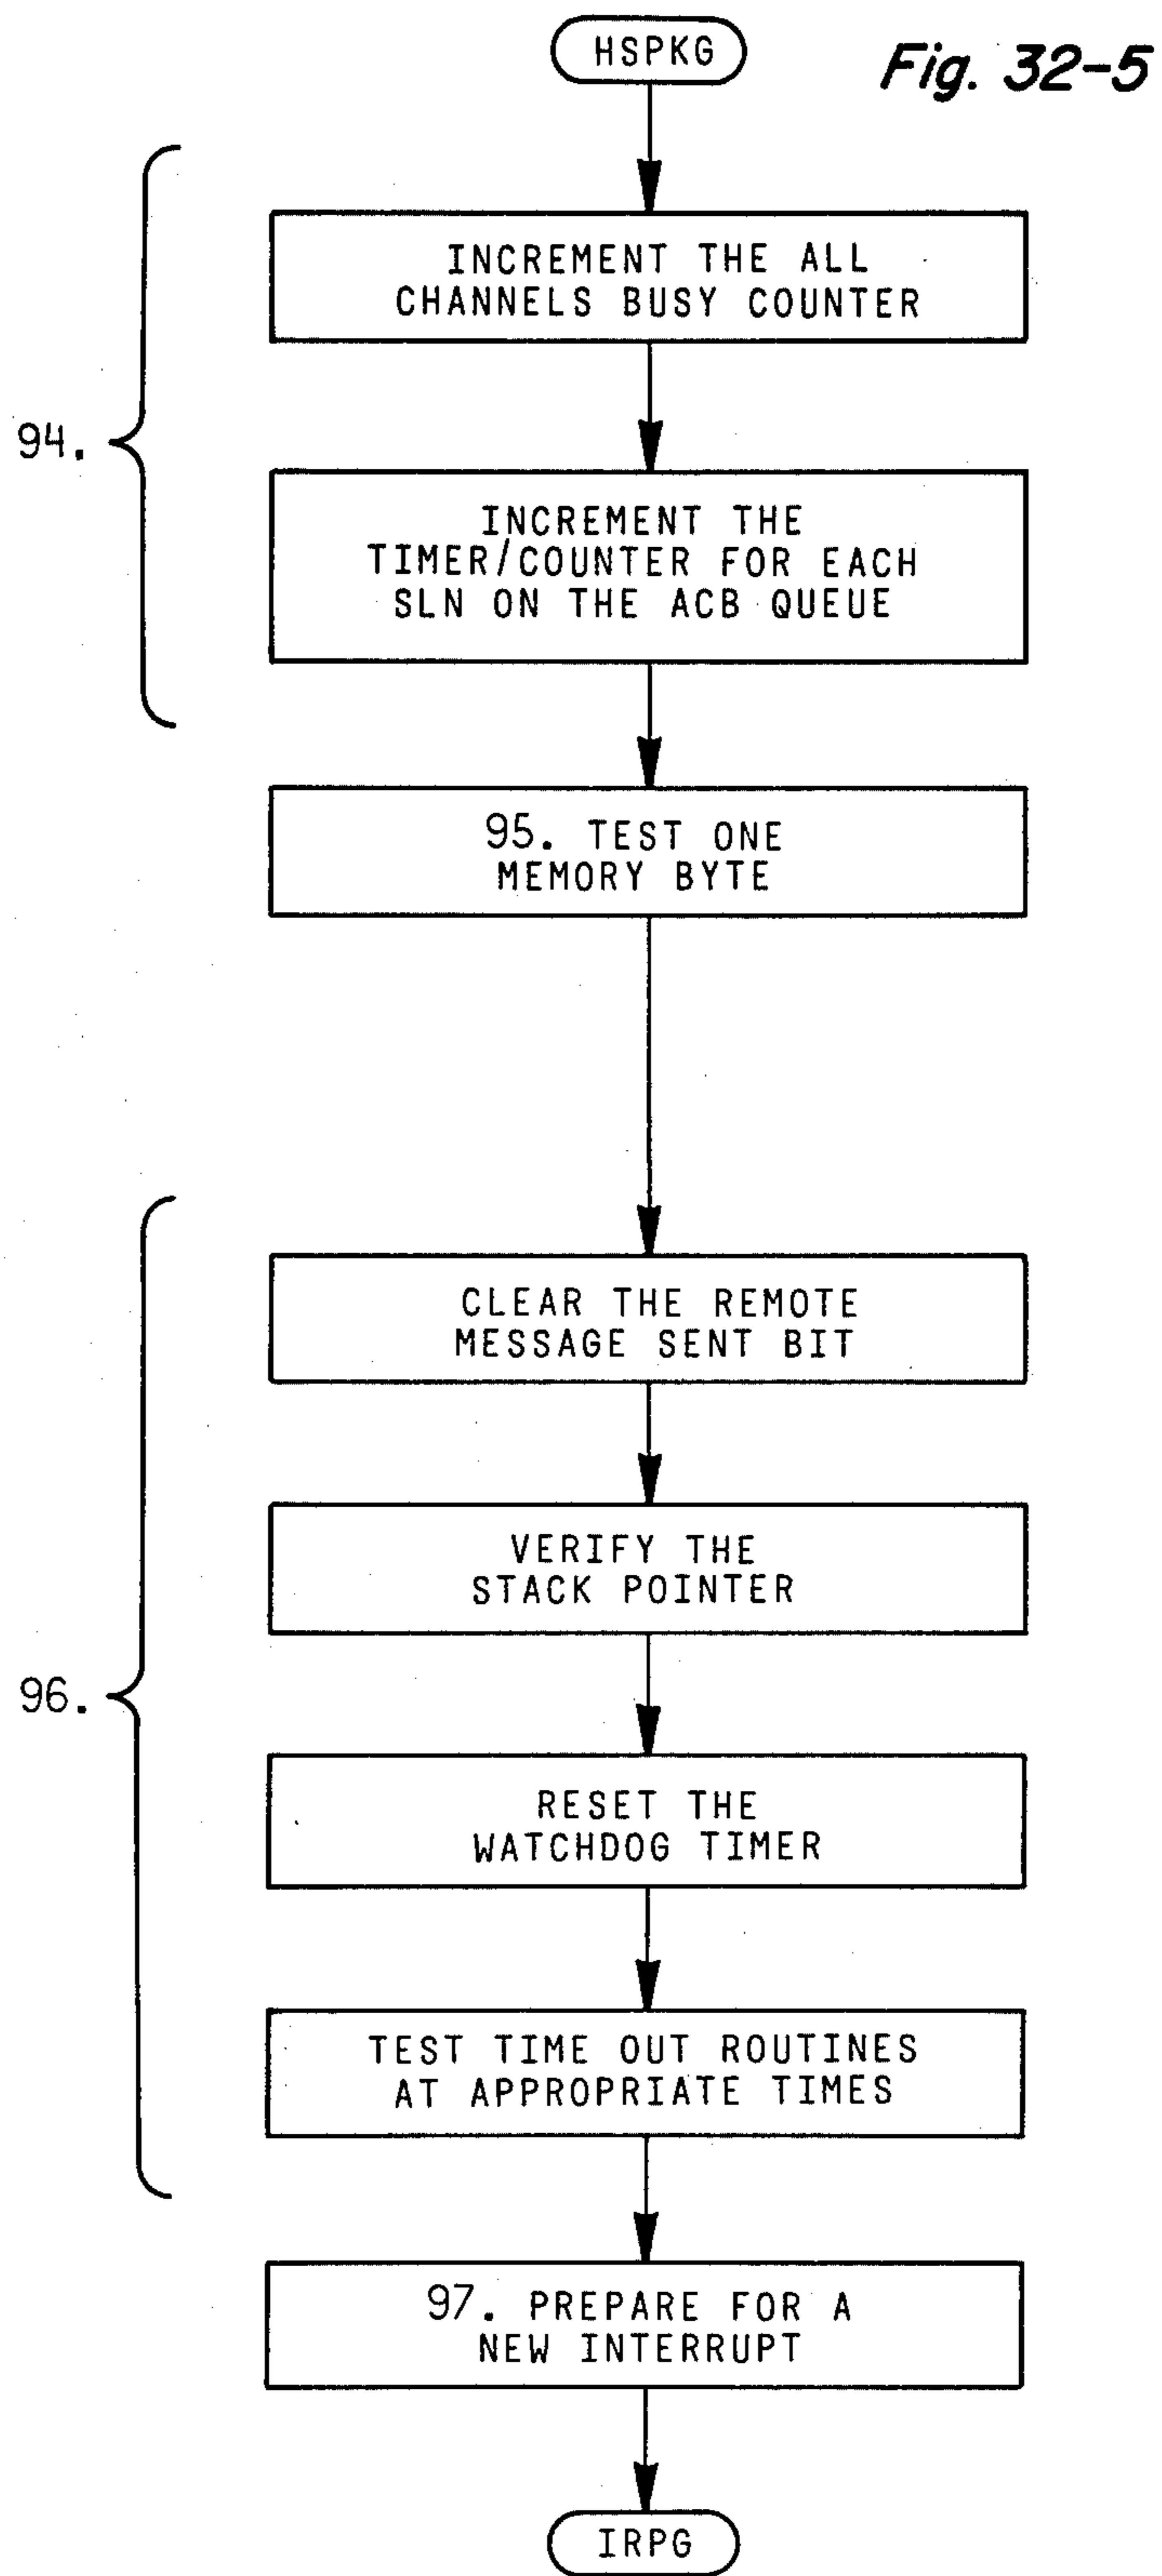 HSPKG
Fig. 32-5
94.
INCREMENT THE ALL
CHANNELS BUSY COUNTER
INCREMENT THE
TIMER/COUNTER FOR EACH
SLN ON THE ACB QUEUE
95. TEST ONE
MEMORY BYTE
96.
CLEAR THE REMOTE
MESSAGE SENT BIT
VERIFY THE
STACK POINTER
RESET THE
WATCHDOG TIMER
TEST TIME OUT ROUTINES
AT APPROPRIATE TIMES
97. PREPARE FOR A
NEW INTERRUPT
IRPG